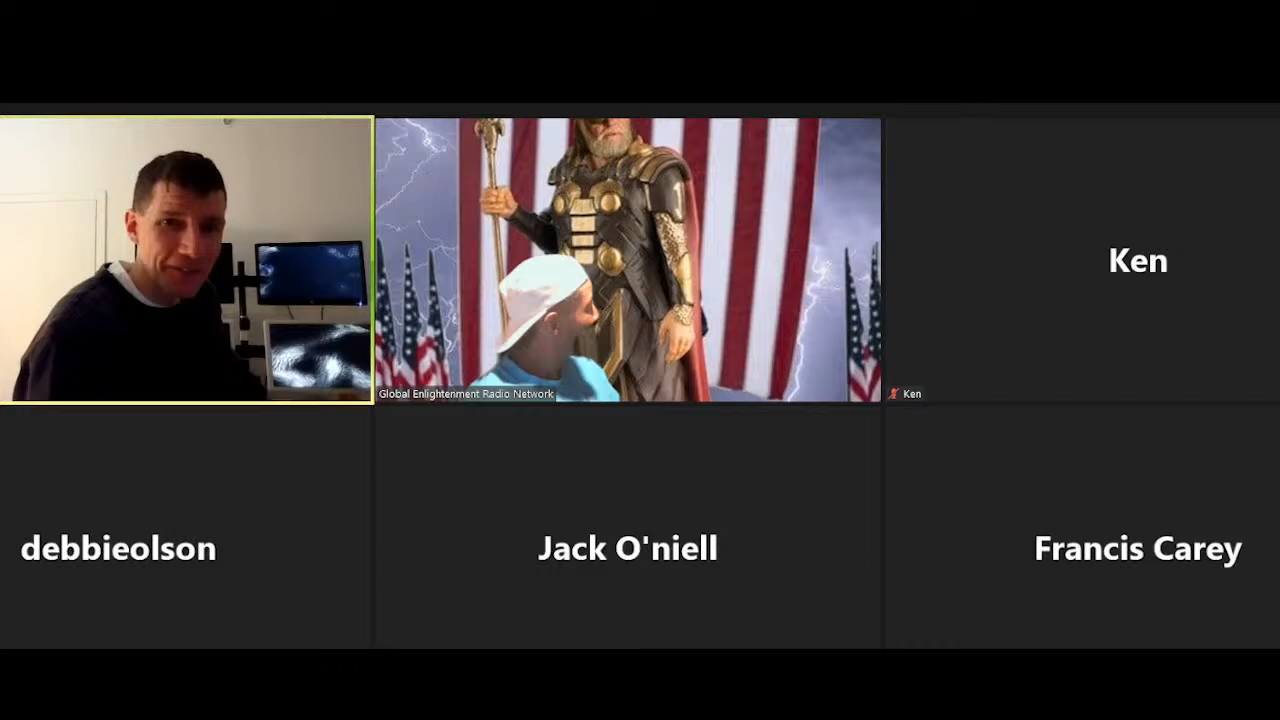 Ken
Global Enlightenment Radio Network
Ken
debbieolson
Jack O'niell
Francis Carey